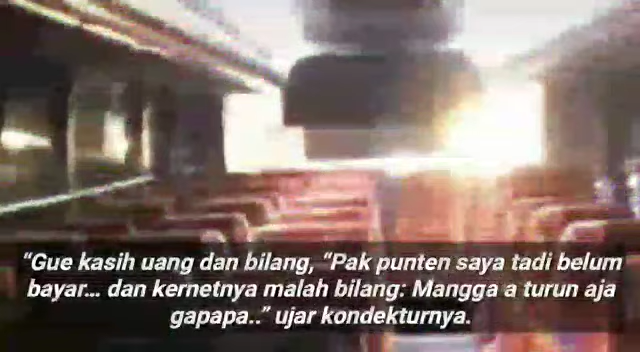 “Gue kasih uang dan bilang, “Pak punten saya tadi belum
bayar... dan kernetnya malah bilang: Mangga a turun aja
gapapa..” ujar kondekturnya.